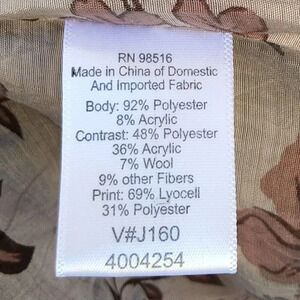 RN 98516
Made in China of Domestic
And Imported Fabric
Body: 92% Polyester
8% Acrylic
Contrast: 48% Polyester
36% Acrylic
7% Wool
9% other Fibers
Print: 69% Lyocell
31% Polyester
V#J160
4004254